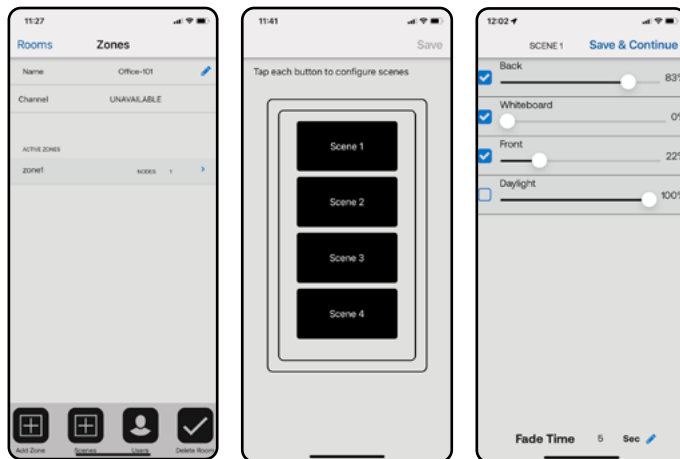 11:27
Rooms Zones
Name Office-101
Channel UNAVAILABLE
ACTIVE ZONES
zone1 NODES: 1
Add Zone Scenes Users Delete Room
11:41
Save
Tap each button to configure scenes
Scene 1
Scene 2
Scene 3
Scene 4
12:02
SCENE 1 Save & Continue
Back
83%
Whiteboard
0%
Front
22%
Daylight
100%
Fade Time 5 Sec